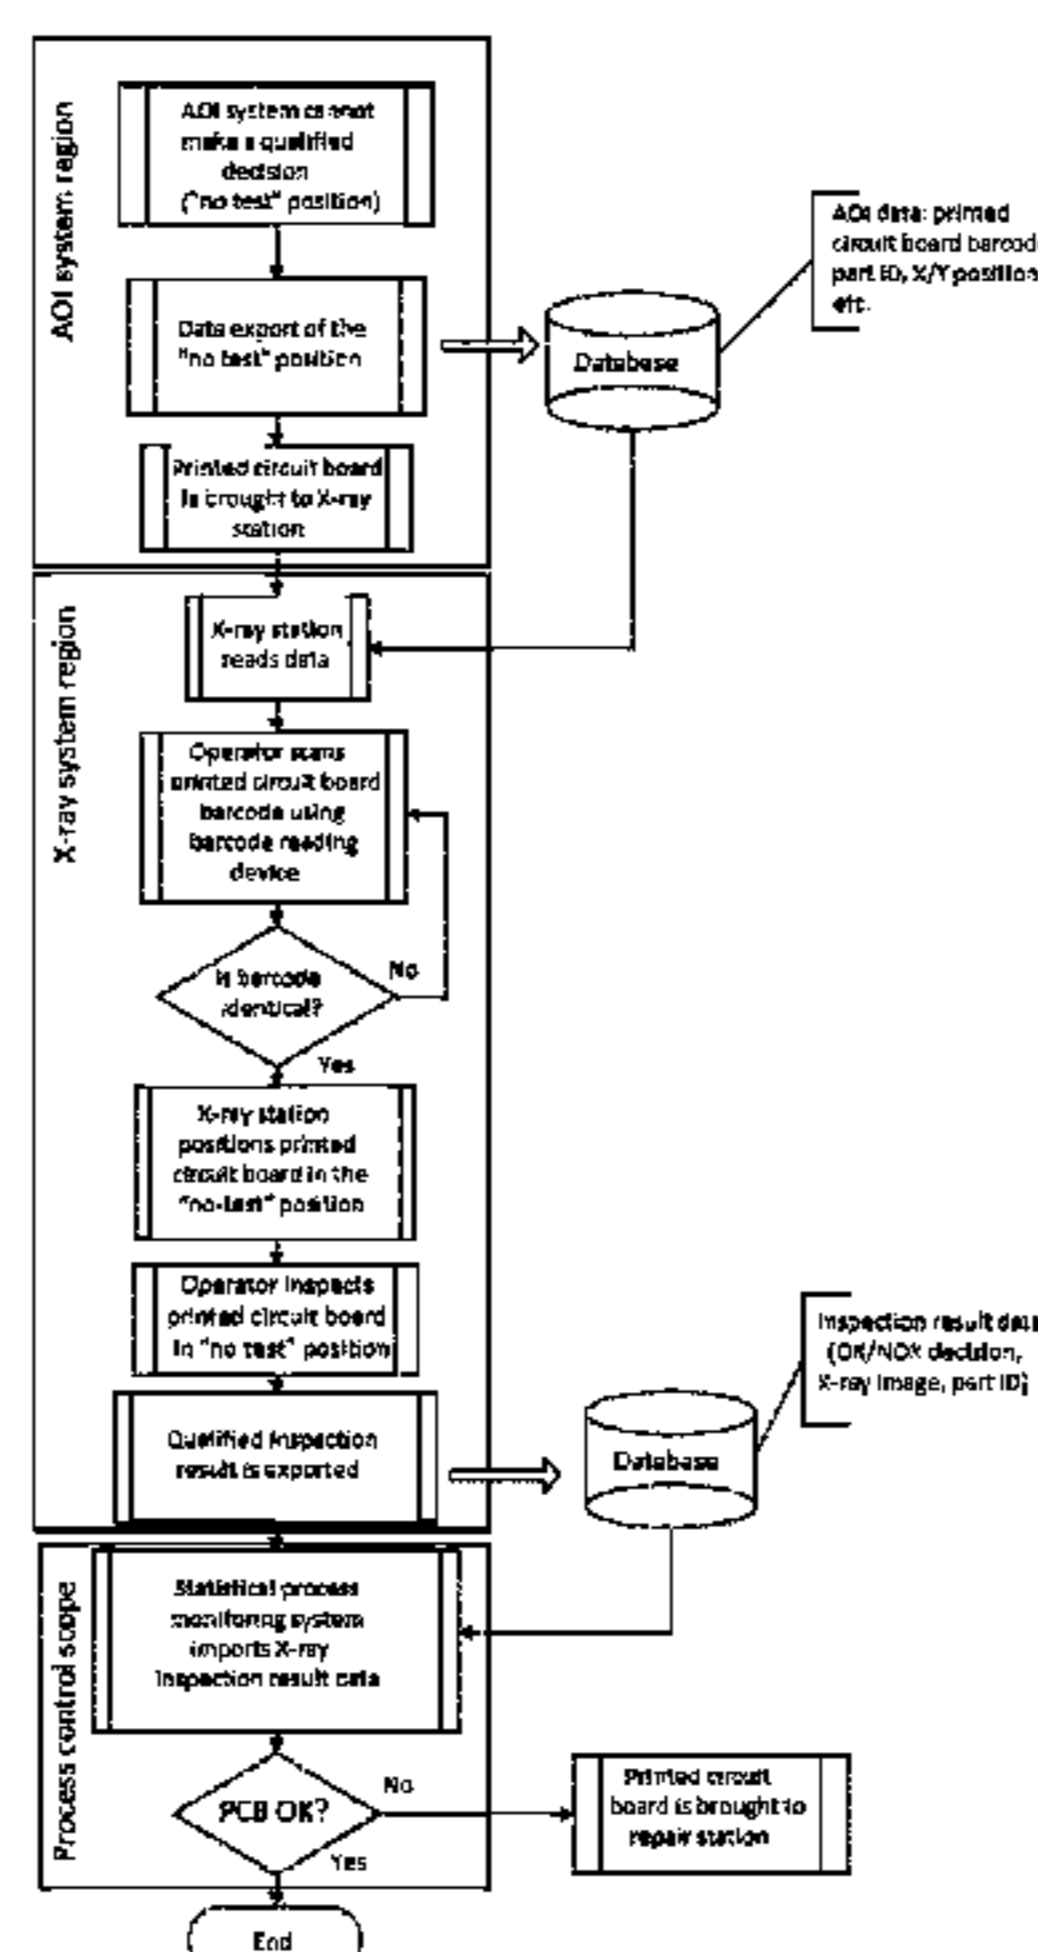 AOI system region
AOI system cannot
make a qualified
decision
("no test" position)
Data export of the
"no test" position
Database
AOI data: printed
circuit board barcode
part ID, X/Y position
etc.
Printed circuit board
is brought to X-ray
station
X-ray system region
X-ray station
reads data
Operator scans
printed circuit board
barcode using
barcode reading
device
Is barcode
identical?
No
Yes
X-ray station
positions printed
circuit board in the
"no-test" position
Operator inspects
printed circuit board
in "no test" position
Qualified inspection
result is exported
Database
Inspection result data
(OK/NOK decision,
X-ray image, part ID)
Process control scope
Statistical process
monitoring system
imports X-ray
inspection result data
PCB OK?
No
Yes
Printed circuit
board is brought to
repair station
End